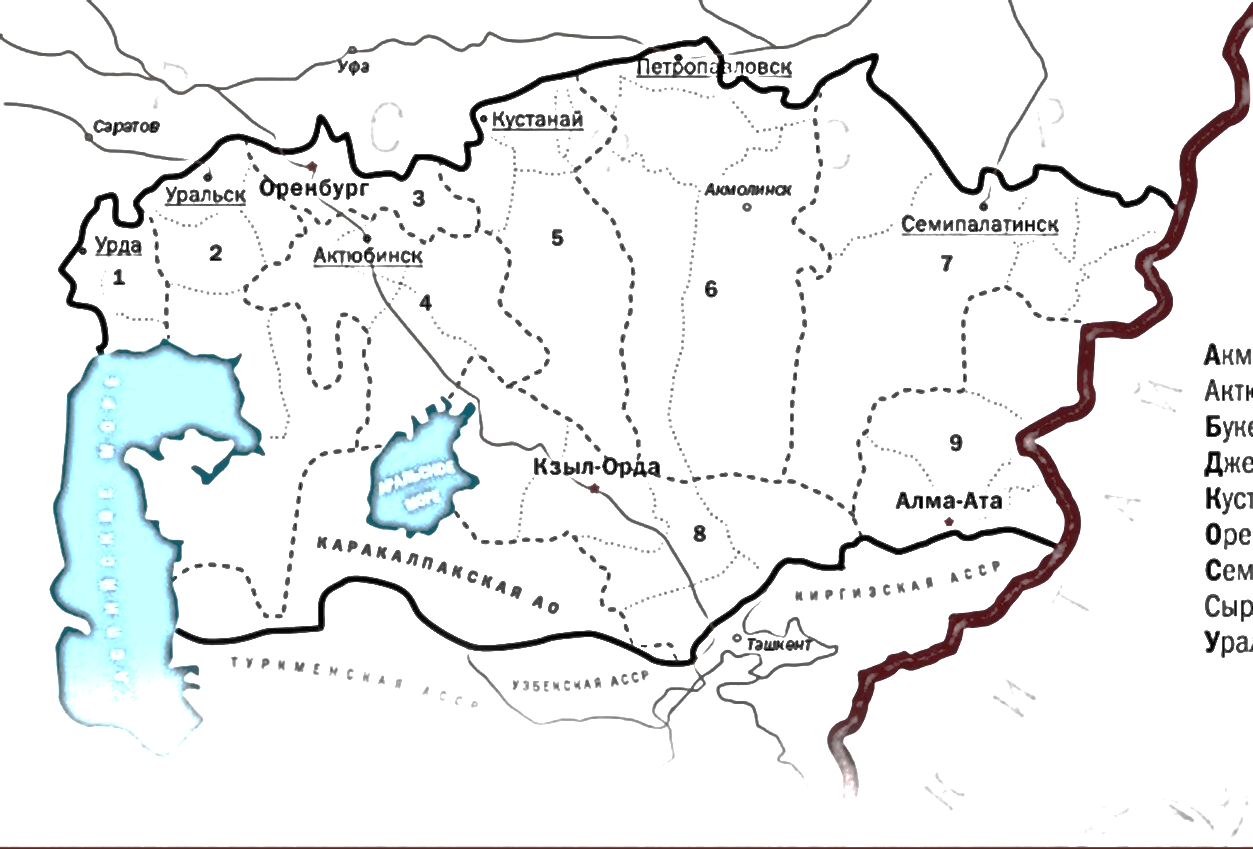 Уфа
Петропавловск
Саратов
Кустанай
С
С
Р
Уральск
Оренбург
3
Акмолинск
Семипалатинск
Урда
1
2
Актюбинск
5
7
4
6
Акм
Актю
Буке
Дже
Куст
Оре
Сем
Сыр
Урал
9
Кзыл-Орда
Алма-Ата
АРАЛЬСКОЕ
МОРЕ
8
КАРАКАЛПАКСКАЯ АО
КИРГИЗСКАЯ АССР
Ташкент
ТУРКМЕНСКАЯ АССР
УЗБЕКСКАЯ АССР
К
И
Т
А
Й